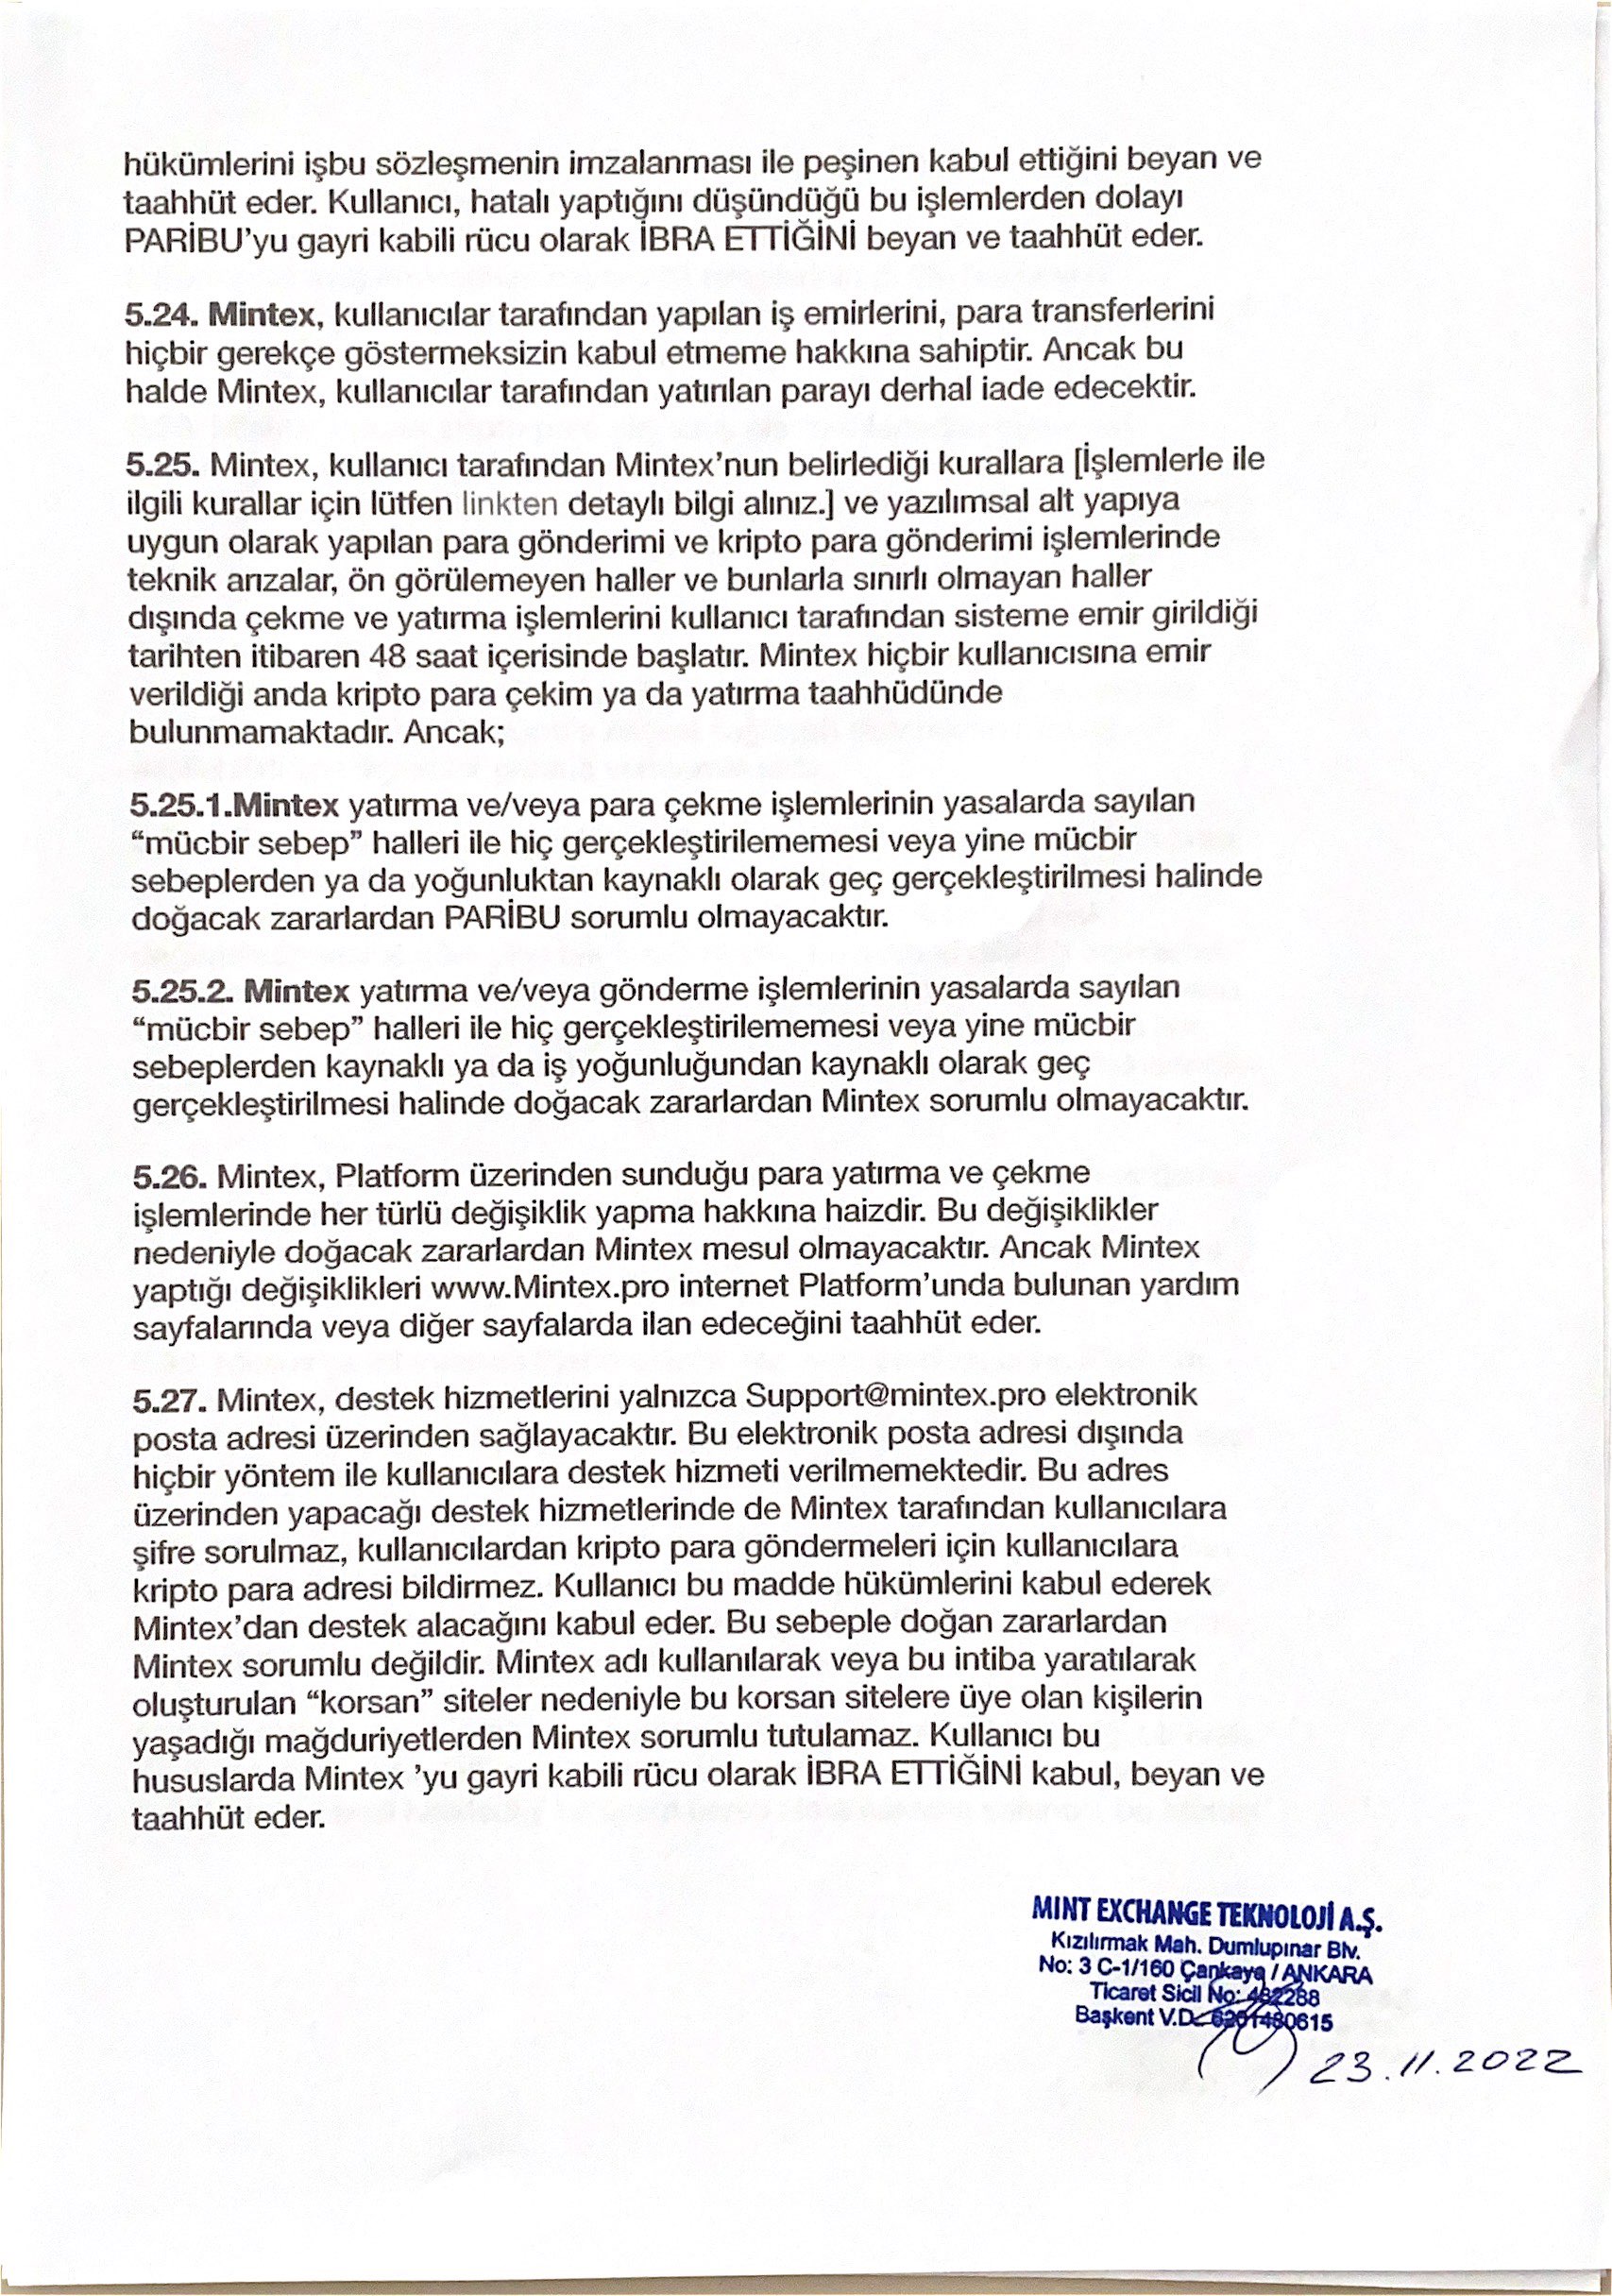 hükümlerini işbu sözleşmenin imzalanması ile peşinen kabul ettiğini beyan ve
taahhüt eder. Kullanıcı, hatalı yaptığını düşündüğü bu işlemlerden dolayı
PARİBU’yu gayri kabili rücu olarak İBRA ETTİĞİNİ beyan ve taahhüt eder.
5.24. Mintex, kullanıcılar tarafından yapılan iş emirlerini, para transferlerini
hiçbir gerekçe göstermeksizin kabul etmeme hakkına sahiptir. Ancak bu
halde Mintex, kullanıcılar tarafından yatırılan parayı derhal iade edecektir.
5.25. Mintex, kullanıcı tarafından Mintex’nun belirlediği kurallara [İşlemlerle ile
ilgili kurallar için lütfen linkten detaylı bilgi alınız.] ve yazılımsal alt yapıya
uygun olarak yapılan para gönderimi ve kripto para gönderimi işlemlerinde
teknik arızalar, ön görülemeyen haller ve bunlarla sınırlı olmayan haller
dışında çekme ve yatırma işlemlerini kullanıcı tarafından sisteme emir girildiği
tarihten itibaren 48 saat içerisinde başlatır. Mintex hiçbir kullanıcısına emir
verildiği anda kripto para çekim ya da yatırma taahhüdünde
bulunmamaktadır. Ancak;
5.25.1.Mintex yatırma ve/veya para çekme işlemlerinin yasalarda sayılan
“mücbir sebep” halleri ile hiç gerçekleştirilememesi veya yine mücbir
sebeplerden ya da yoğunluktan kaynaklı olarak geç gerçekleştirilmesi halinde
doğacak zararlardan PARİBU sorumlu olmayacaktır.
5.25.2. Mintex yatırma ve/veya gönderme işlemlerinin yasalarda sayılan
“mücbir sebep” halleri ile hiç gerçekleştirilememesi veya yine mücbir
sebeplerden kaynaklı ya da iş yoğunluğundan kaynaklı olarak geç
gerçekleştirilmesi halinde doğacak zararlardan Mintex sorumlu olmayacaktır.
5.26. Mintex, Platform üzerinden sunduğu para yatırma ve çekme
işlemlerinde her türlü değişiklik yapma hakkına haizdir. Bu değişiklikler
nedeniyle doğacak zararlardan Mintex mesul olmayacaktır. Ancak Mintex
yaptığı değişiklikleri www.Mintex.pro internet Platform’unda bulunan yardım
sayfalarında veya diğer sayfalarda ilan edeceğini taahhüt eder.
5.27. Mintex, destek hizmetlerini yalnızca Support@mintex.pro elektronik
posta adresi üzerinden sağlayacaktır. Bu elektronik posta adresi dışında
hiçbir yöntem ile kullanıcılara destek hizmeti verilmemektedir. Bu adres
üzerinden yapacağı destek hizmetlerinde de Mintex tarafından kullanıcılara
şifre sorulmaz, kullanıcılardan kripto para göndermeleri için kullanıcılara
kripto para adresi bildirmez. Kullanıcı bu madde hükümlerini kabul ederek
Mintex’dan destek alacağını kabul eder. Bu sebeple doğan zararlardan
Mintex sorumlu değildir. Mintex adı kullanılarak veya bu intiba yaratılarak
oluşturulan “korsan” siteler nedeniyle bu korsan sitelere üye olan kişilerin
yaşadığı mağduriyetlerden Mintex sorumlu tutulamaz. Kullanıcı bu
hususlarda Mintex ’yu gayri kabili rücu olarak İBRA ETTİĞİNİ kabul, beyan ve
taahhüt eder.
MINT EXCHANGE TEKNOLOJİ A.Ş.
Kızılırmak Mah. Dumlupınar Blv.
No: 3 C-1/160 Çankaya / ANKARA
Ticaret Sicil No: 482288
Başkent V.D.: 6201480615
23.11.2022